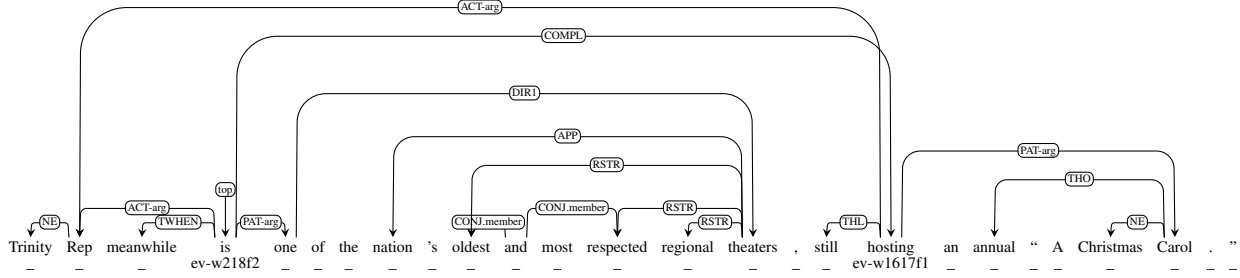 ACT-arg
COMPL
DIR1
APP
PAT-arg
RSTR
THO
top
NE ACT-arg TWHEN PAT-arg CONJ.member CONJ.member RSTR RSTR THL NE
Trinity Rep meanwhile is one of the nation 's oldest and most respected regional theaters , still hosting an annual “ A Christmas Carol . ”
ev-w218f2 ev-w1617f1
_ _ _ _ _ _ _ _ _ _ _ _ _ _ _ _ _ _ _ _ _ _ _ _ _